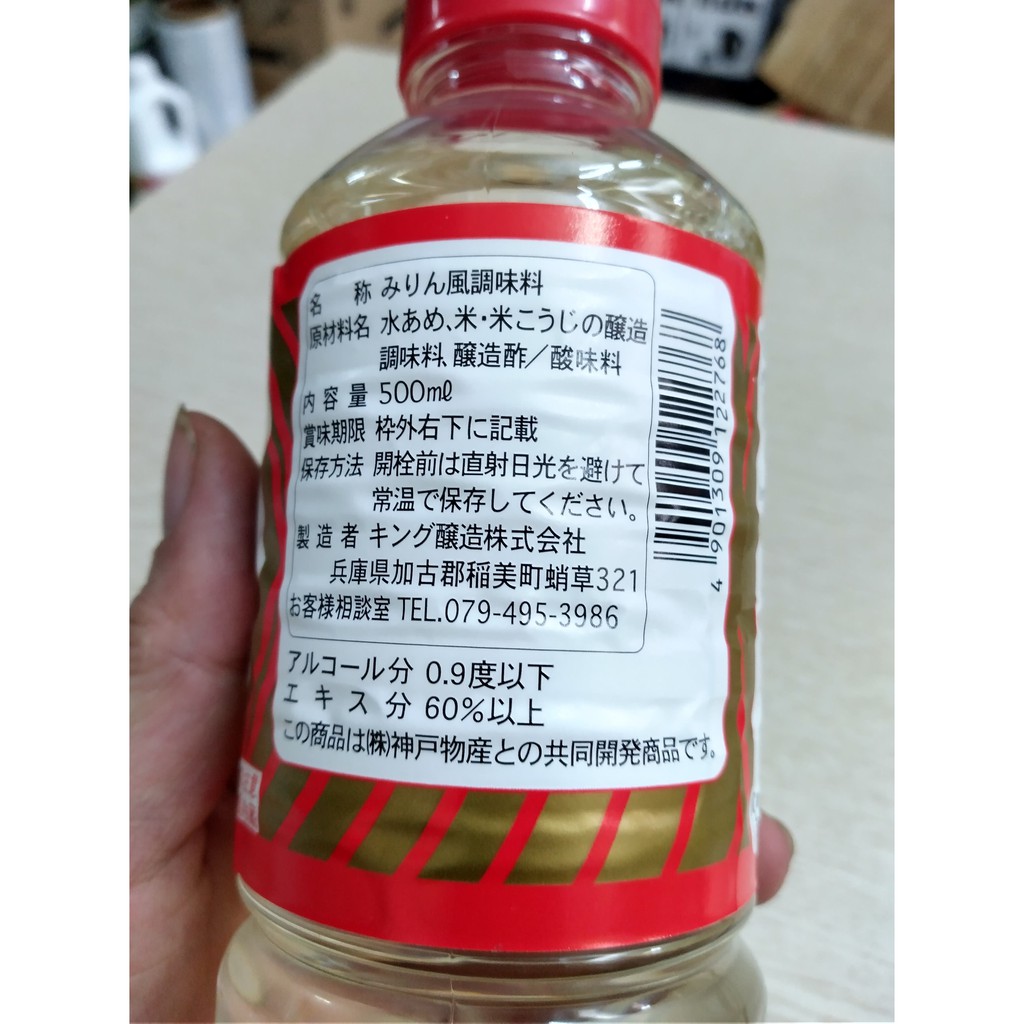 名称 みりん風調味料
原材料名 水あめ、米・米こうじの醸造
調味料、醸造酢／酸味料
内容量 500mℓ
賞味期限 枠外右下に記載
保存方法 開栓前は直射日光を避けて
常温で保存してください。
製造者 キング醸造株式会社
兵庫県加古郡稲美町蛸草321
お客様相談室 TEL.079-495-3986
アルコール分 0.9度以下
エキス分 60%以上
この商品は㈱神戸物産との共同開発商品です。
4 901309 122768